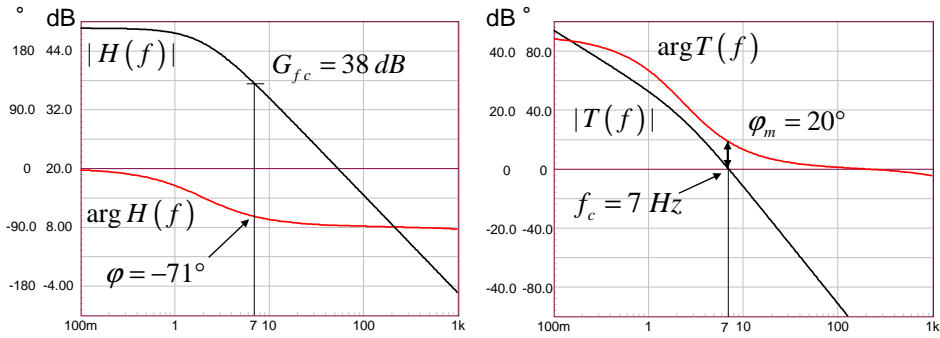 ° dB
180 44.0
90.0 32.0
0 20.0
-90.0 8.00
-180 -4.00
|H(f)|
G_fc = 38 dB
arg H(f)
φ = −71°
100m 1 7 10 100 1k
dB °
40.0 80.0
20.0 40.0
0 0
-20.0 -40.0
-40.0 -80.0
arg T(f)
|T(f)|
φ_m = 20°
f_c = 7 Hz
100m 1 7 10 100 1k